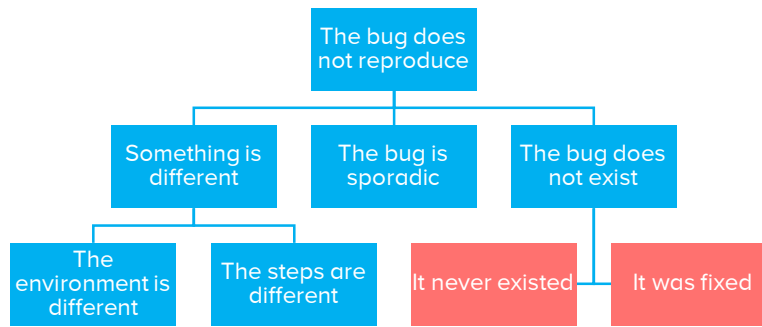 The bug does
not reproduce
Something is
different
The bug is
sporadic
The bug does
not exist
The
environment is
different
The steps are
different
It never existed
It was fixed